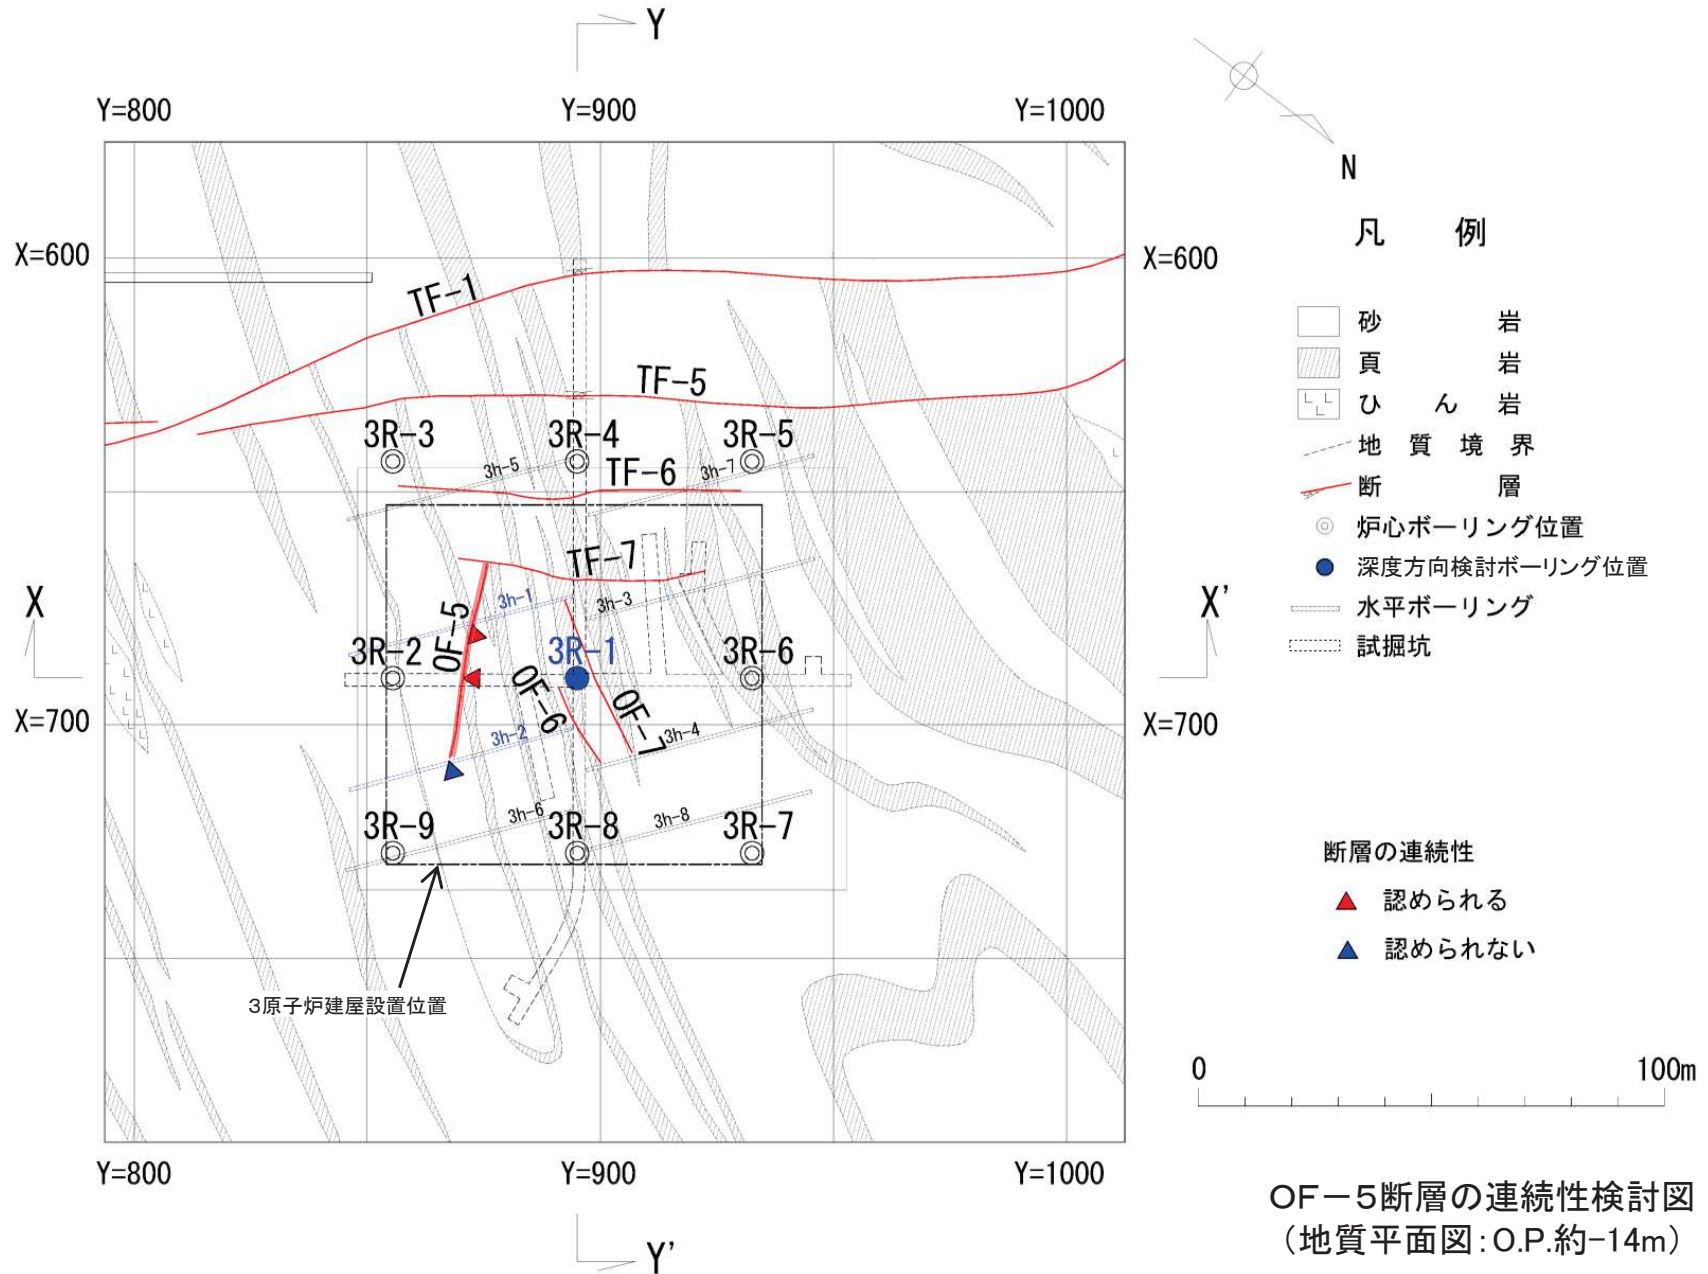 Y
Y=800
Y=900
Y=1000
N
X=600
X=600
TF-1
TF-5
3R-3
3R-4
3R-5
3h-5
TF-6
3h-7
TF-7
OF-5
3h-1
3h-3
X
X'
3R-2
3R-1
3R-6
OF-6
OF-7
X=700
X=700
3h-2
3h-4
3h-6
3h-8
3R-9
3R-8
3R-7
3原子炉建屋設置位置
Y=800
Y=900
Y=1000
Y'
凡 例
砂 岩
頁 岩
ひ ん 岩
地 質 境 界
断 層
炉心ボーリング位置
深度方向検討ボーリング位置
水平ボーリング
試掘坑
断層の連続性
認められる
認められない
0 100m
OF－5断層の連続性検討図
（地質平面図：O.P.約-14m）